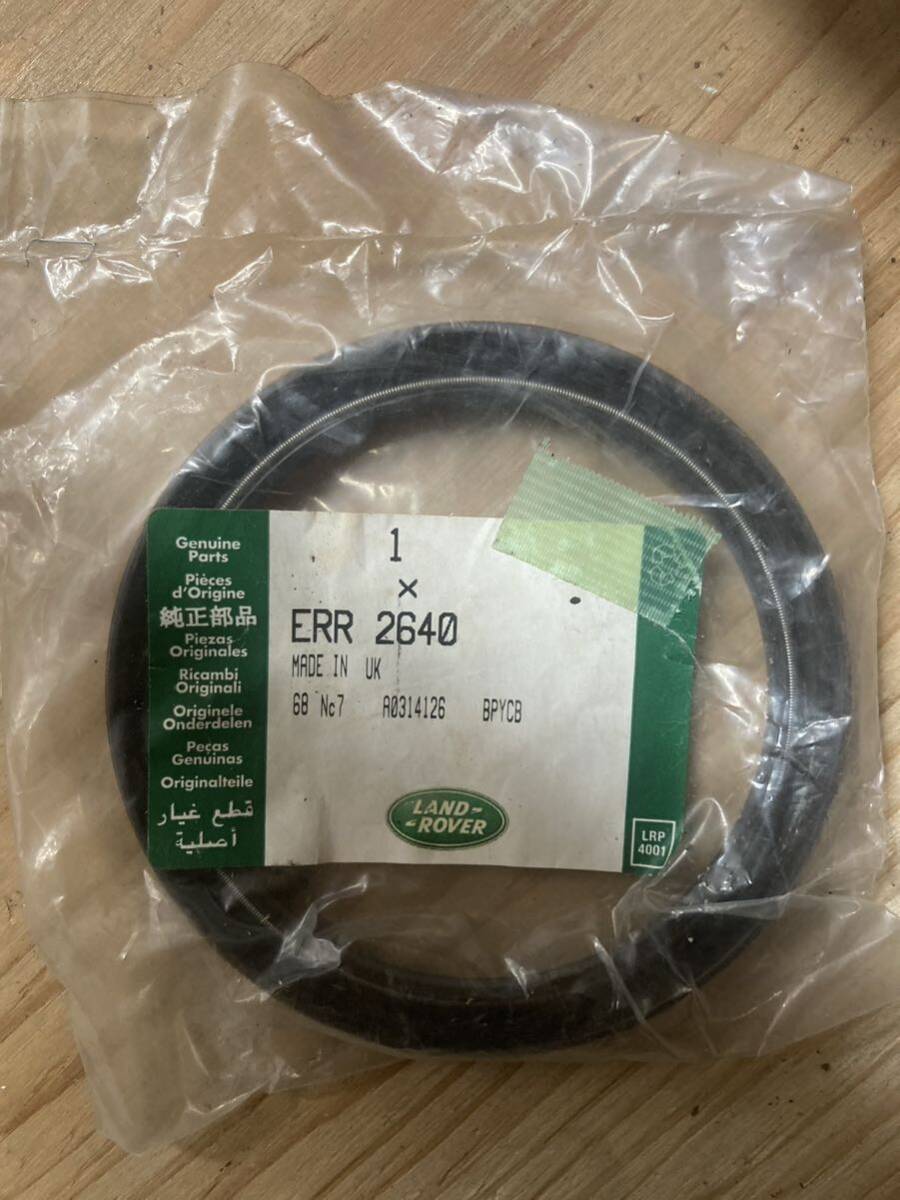 Genuine
Parts
Pièces
d'Origine
純正部品
Piezas
Originales
Ricambi
Originali
Originele
Onderdelen
Peças
Genuínas
Originalteile
قطع غيار
أصلية
1
×
ERR 2640
MADE IN UK
68 Nc7 A0314126 BPYCB
LAND-
-ROVER
LRP
4001